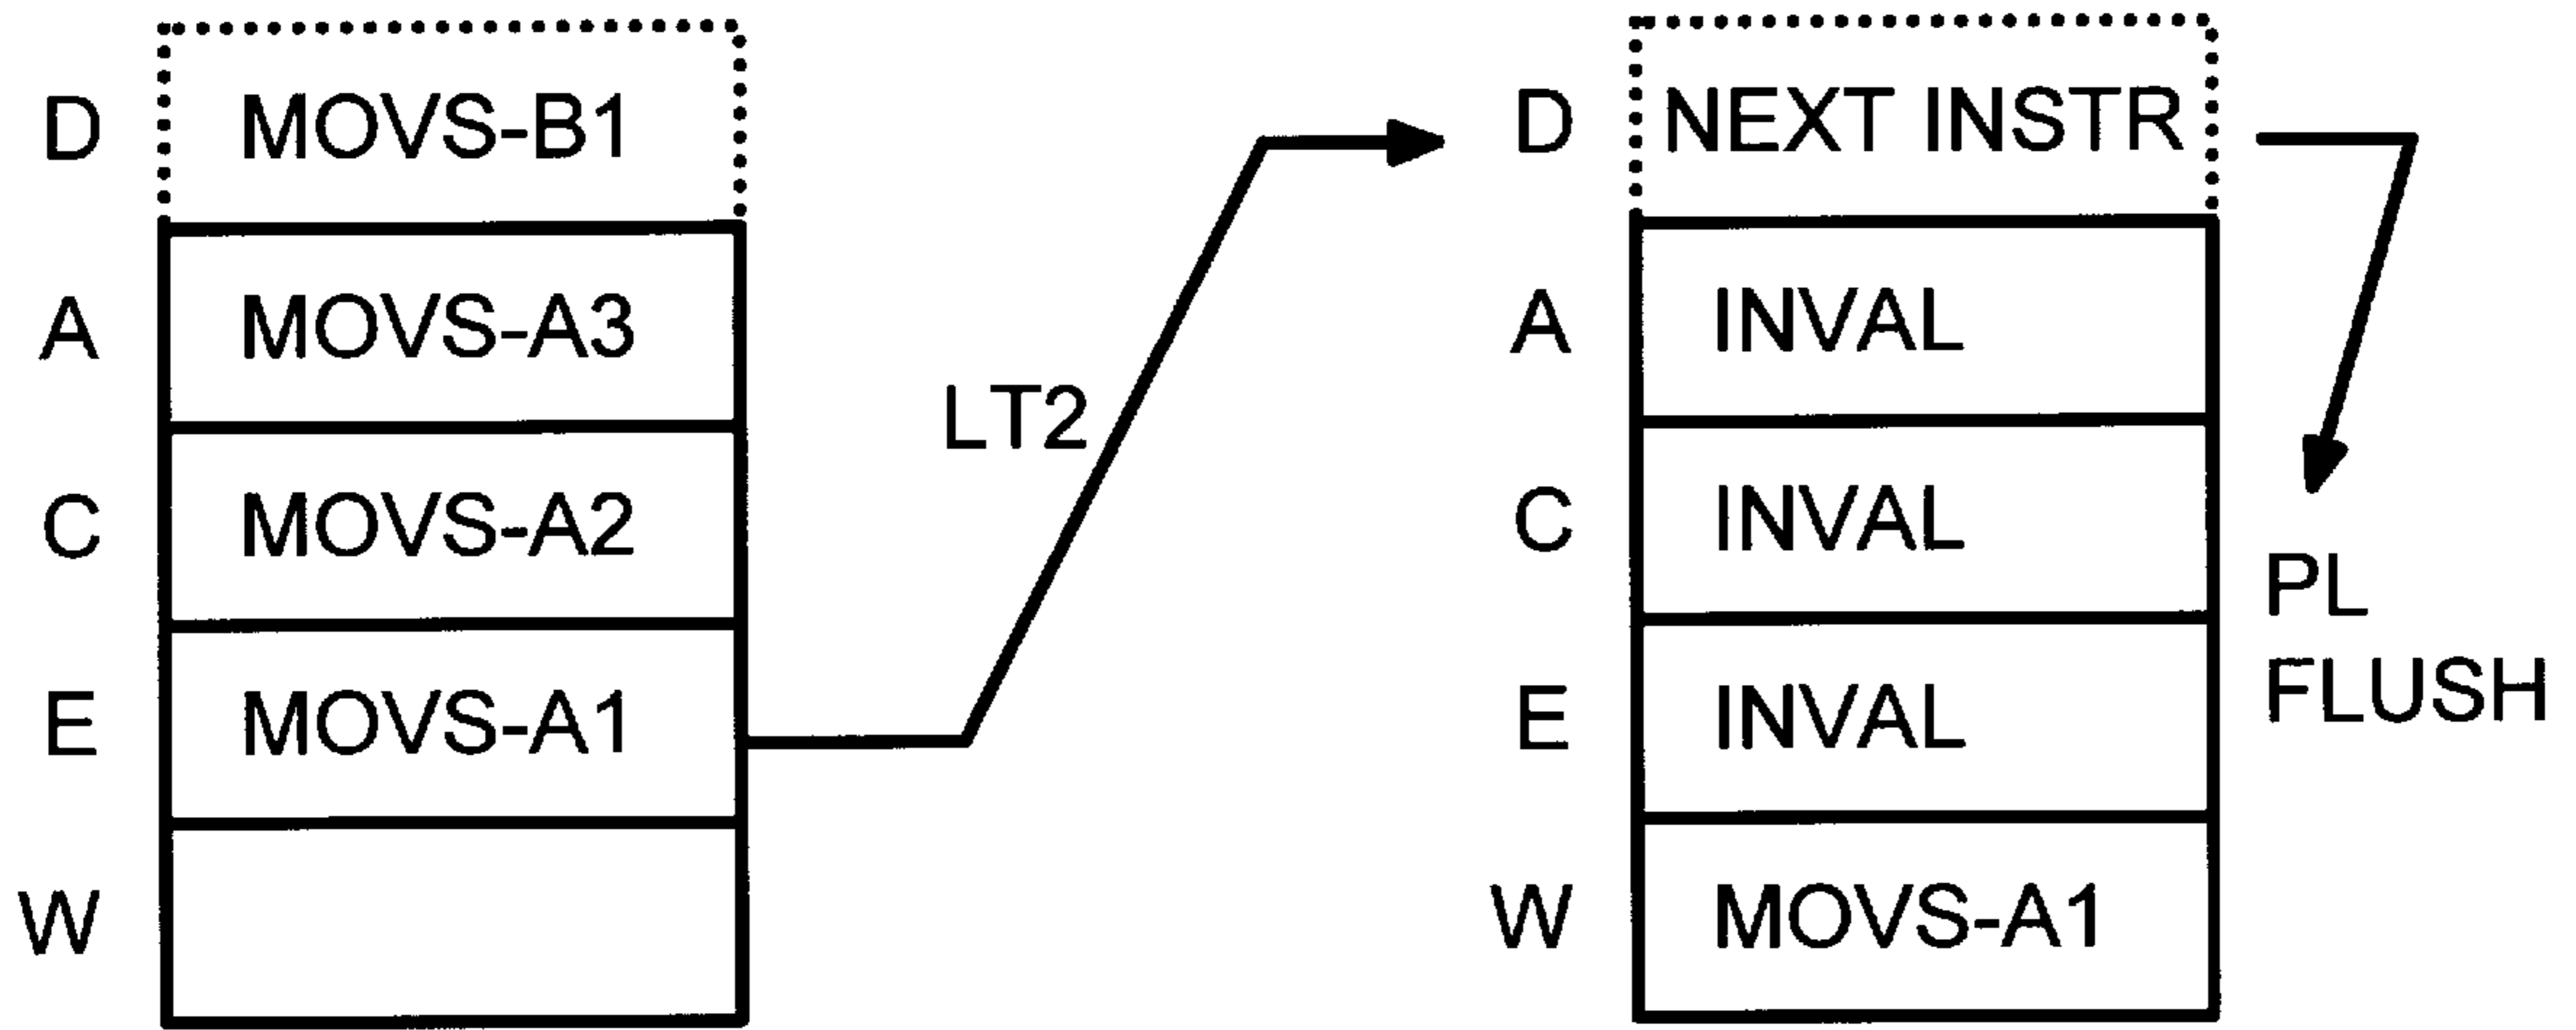 D MOVS-B1
A MOVS-A3
C MOVS-A2
E MOVS-A1
W
LT2
D NEXT INSTR
A INVAL
C INVAL
E INVAL
W MOVS-A1
PL
FLUSH